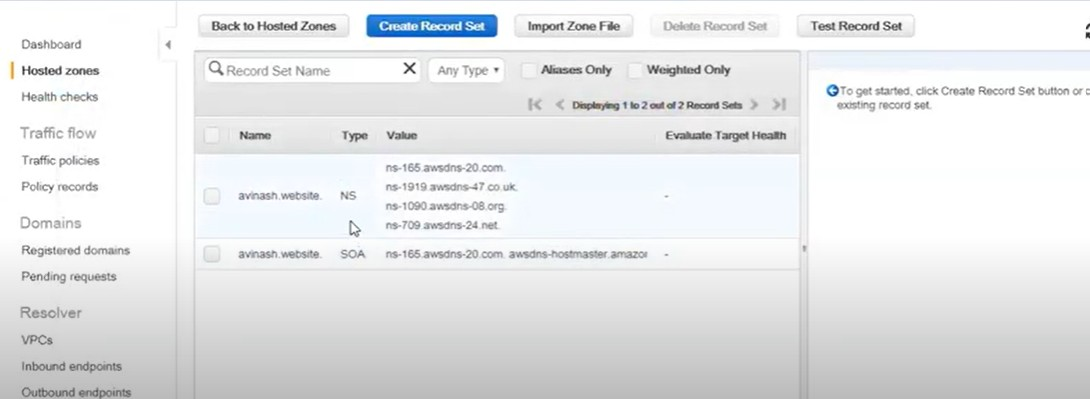 Back to Hosted Zones
Create Record Set
Import Zone File
Delete Record Set
Test Record Set
Dashboard
Hosted zones
Health checks
Traffic flow
Traffic policies
Policy records
Domains
Registered domains
Pending requests
Resolver
VPCs
Inbound endpoints
Outbound endpoints
Record Set Name
Any Type
Aliases Only
Weighted Only
Displaying 1 to 2 out of 2 Record Sets
Name Type Value Evaluate Target Health
avinash.website. NS
ns-165.awsdns-20.com.
ns-1919.awsdns-47.co.uk.
ns-1090.awsdns-08.org.
ns-709.awsdns-24.net.
-
avinash.website. SOA ns-165.awsdns-20.com. awsdns-hostmaster.amazon -
To get started, click Create Record Set button or
existing record set.